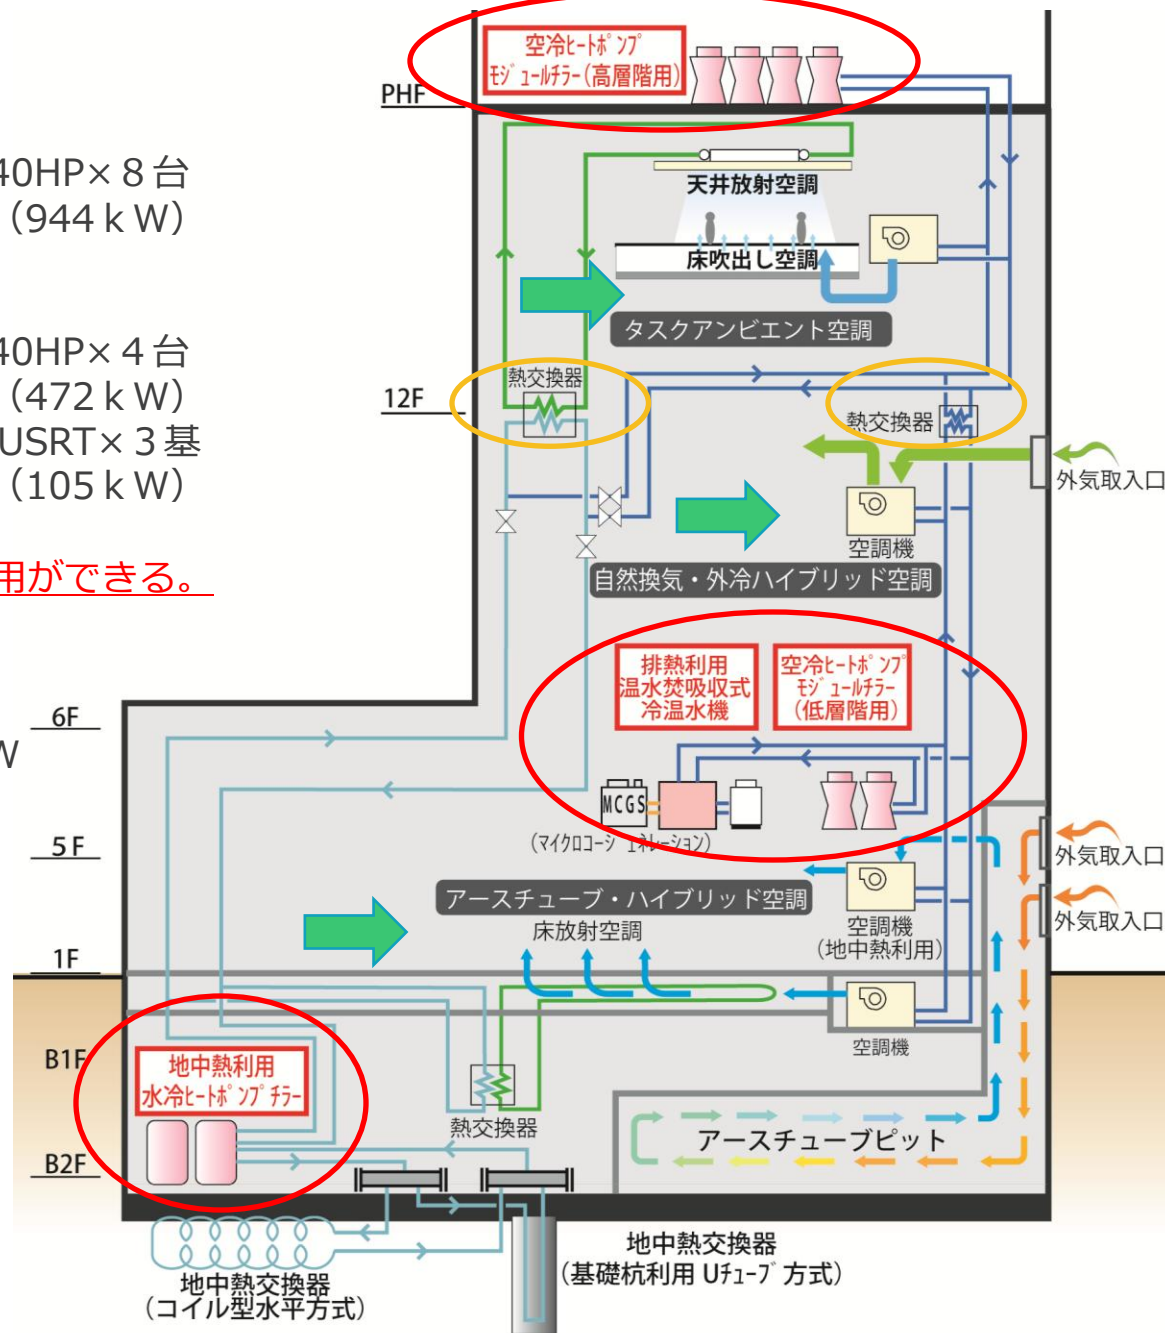 空冷ﾋｰﾄﾎﾟﾝﾌﾟ
ﾓｼﾞｭｰﾙﾁﾗｰ(高層階用)
PHF
40HP×８台
（944ｋW）
天井放射空調
床吹出し空調
タスクアンビエント空調
40HP×４台
（472ｋW）
USRT×３基
（105ｋW）
熱交換器
12F
熱交換器
外気取入口
空調機
自然換気・外冷ハイブリッド空調
用ができる。
排熱利用
温水焚吸収式
冷温水機
空冷ﾋｰﾄﾎﾟﾝﾌﾟ
ﾓｼﾞｭｰﾙﾁﾗｰ
(低層階用)
6F
W
MCGS
(ﾏｲｸﾛｺｰｼﾞｪﾈﾚｰｼｮﾝ)
5F
外気取入口
アースチューブ・ハイブリッド空調
床放射空調
空調機
(地中熱利用)
外気取入口
1F
空調機
B1F
地中熱利用
水冷ﾋｰﾄﾎﾟﾝﾌﾟﾁﾗｰ
熱交換器
アースチューブピット
B2F
地中熱交換器
(コイル型水平方式)
地中熱交換器
(基礎杭利用 Uﾁｭｰﾌﾞ方式)